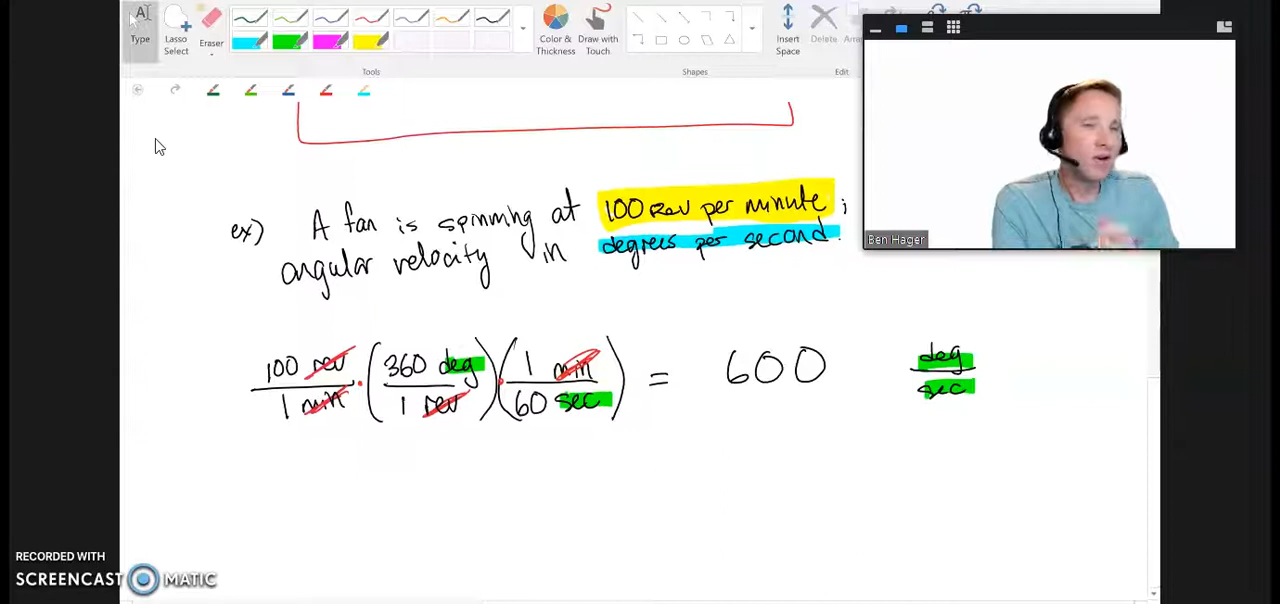 Type
Lasso
Select
Eraser
Color &
Thickness
Draw with
Touch
Insert
Space
Delete
Tools
Shapes
Edit
ex) A fan is spinning at 100 rev per minute;
angular velocity in degrees per second.
Ben Hager
100 rev / 1 min · (360 deg / 1 rev) · (1 min / 60 sec) = 600 deg / sec
RECORDED WITH
SCREENCAST MATIC